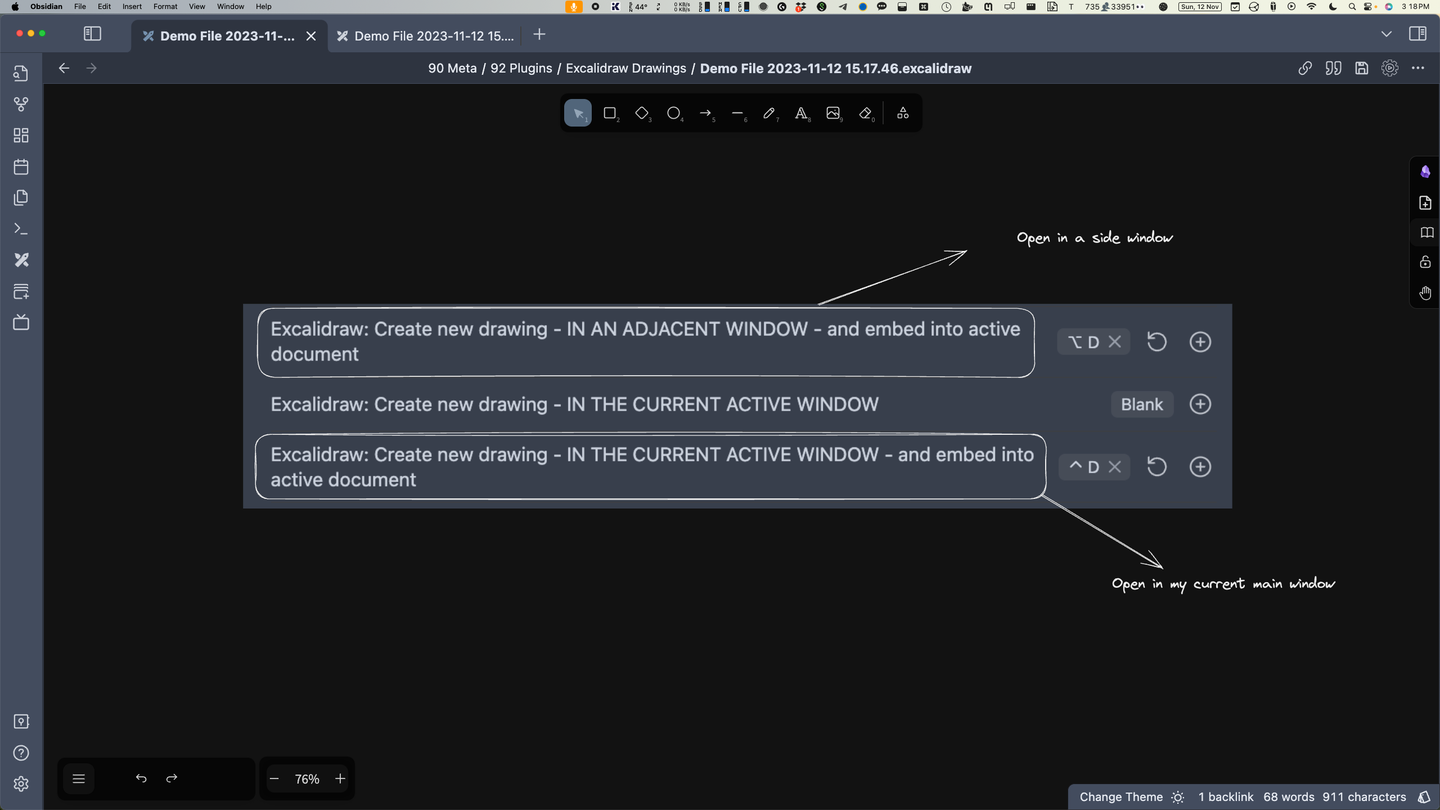 Obsidian File Edit Insert Format View Window Help
44° 0 KB/s 0 KB/s T 735 33951 Sun, 12 Nov 3 18PM
Demo File 2023-11-... Demo File 2023-11-12 15....
90 Meta / 92 Plugins / Excalidraw Drawings / Demo File 2023-11-12 15.17.46.excalidraw
1 2 3 4 5 6 7 8 9 0
Open in a side window
Excalidraw: Create new drawing - IN AN ADJACENT WINDOW - and embed into active
document
⌥ D
Excalidraw: Create new drawing - IN THE CURRENT ACTIVE WINDOW
Blank
Excalidraw: Create new drawing - IN THE CURRENT ACTIVE WINDOW - and embed into
active document
^ D
Open in my current main window
76%
Change Theme 1 backlink 68 words 911 characters